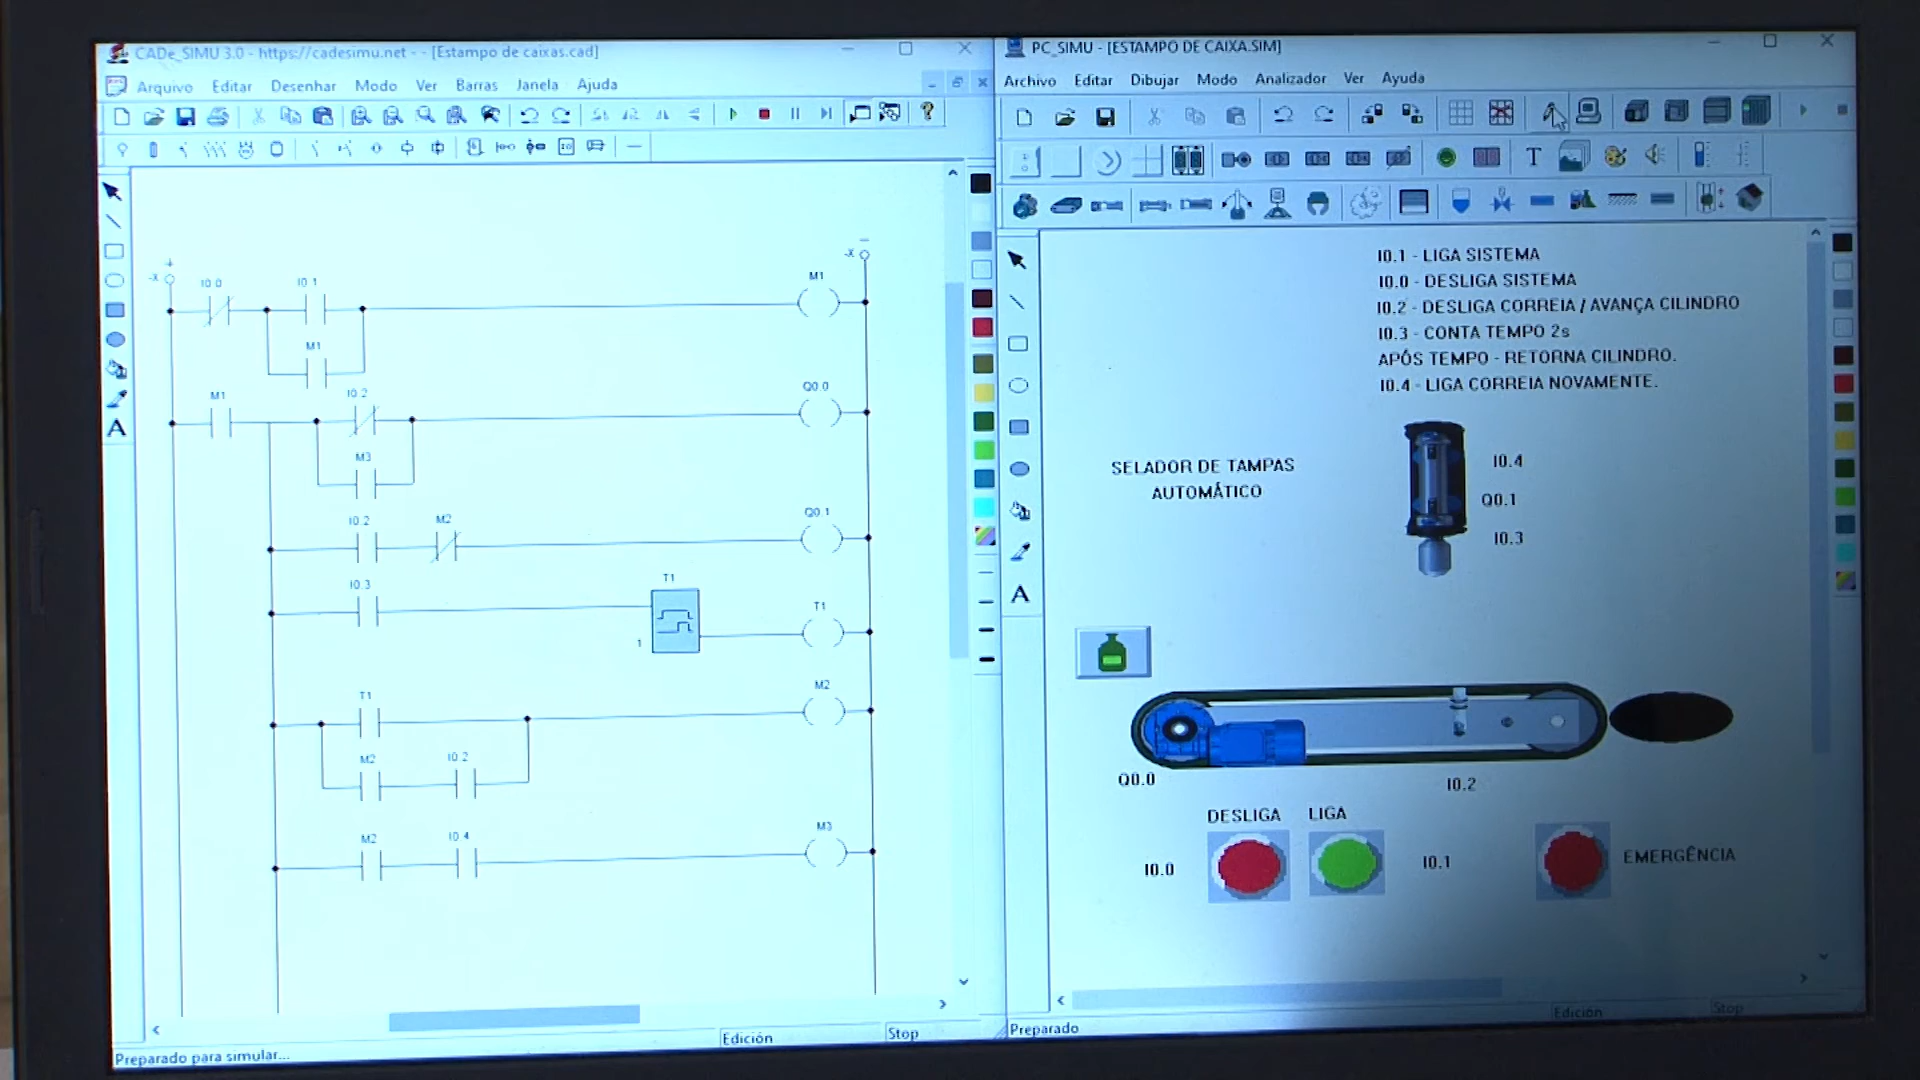 CADe_SIMU 3.0 - https://cadesimu.net - - [Estampo de caixas.cad]
Arquivo Editar Desenhar Modo Ver Barras Janela Ajuda
+
-X
-X
I0.0
I0.1
M1
M1
M1
I0.2
Q0.0
M3
I0.2
M2
Q0.1
I0.3
T1
T1
1
T1
M2
M2
I0.2
M2
I0.4
M3
A
Edición
Stop
Preparado para simular...
PC_SIMU - [ESTAMPO DE CAIXA.SIM]
Archivo Editar Dibujar Modo Analizador Ver Ayuda
T
A
I0.1 - LIGA SISTEMA
I0.0 - DESLIGA SISTEMA
I0.2 - DESLIGA CORREIA / AVANÇA CILINDRO
I0.3 - CONTA TEMPO 2s
APÓS TEMPO - RETORNA CILINDRO.
I0.4 - LIGA CORREIA NOVAMENTE.
SELADOR DE TAMPAS
AUTOMÁTICO
I0.4
Q0.1
I0.3
Q0.0
I0.2
DESLIGA LIGA
I0.0
I0.1
EMERGÊNCIA
Edición
Stop
Preparado